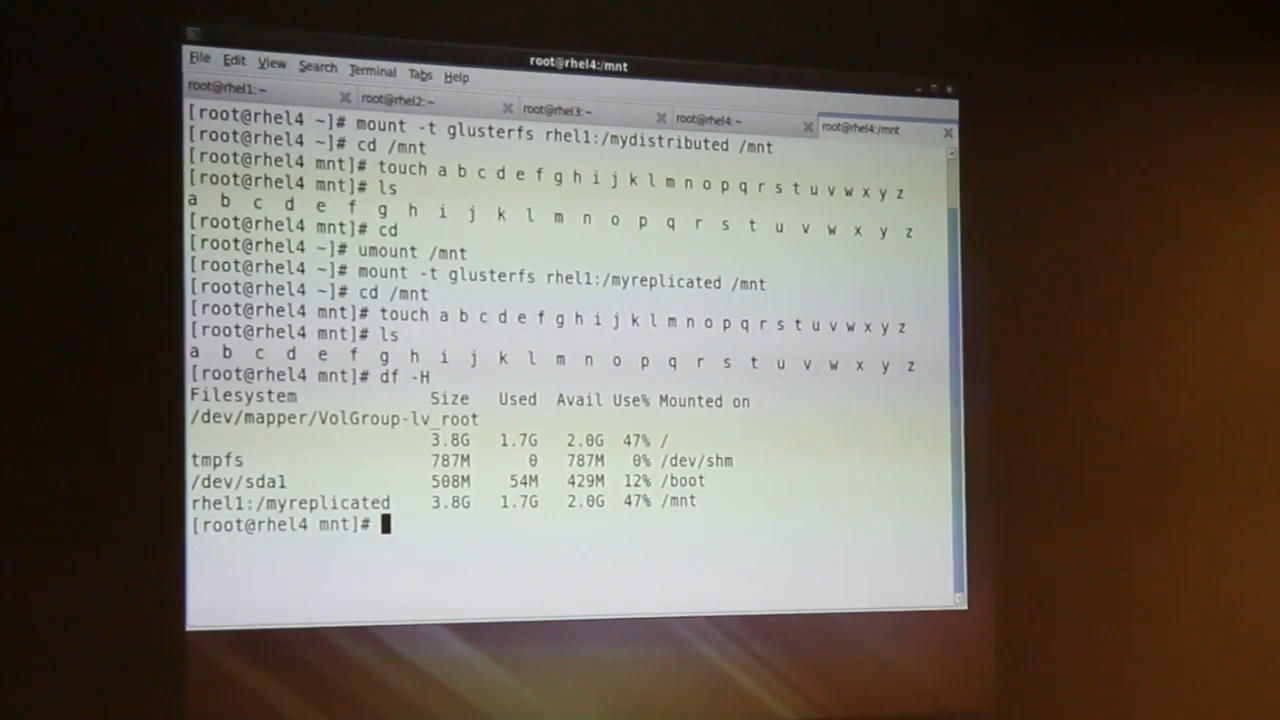 root@rhel4:/mnt
File Edit View Search Terminal Tabs Help
root@rhel1:~ root@rhel2:~ root@rhel3:~ root@rhel4:~ root@rhel4:/mnt
[root@rhel4 ~]# mount -t glusterfs rhel1:/mydistributed /mnt
[root@rhel4 ~]# cd /mnt
[root@rhel4 mnt]# touch a b c d e f g h i j k l m n o p q r s t u v w x y z
[root@rhel4 mnt]# ls
a b c d e f g h i j k l m n o p q r s t u v w x y z
[root@rhel4 mnt]# cd
[root@rhel4 ~]# umount /mnt
[root@rhel4 ~]# mount -t glusterfs rhel1:/myreplicated /mnt
[root@rhel4 ~]# cd /mnt
[root@rhel4 mnt]# touch a b c d e f g h i j k l m n o p q r s t u v w x y z
[root@rhel4 mnt]# ls
a b c d e f g h i j k l m n o p q r s t u v w x y z
[root@rhel4 mnt]# df -H
Filesystem Size Used Avail Use% Mounted on
/dev/mapper/VolGroup-lv_root
3.8G 1.7G 2.0G 47% /
tmpfs 787M 0 787M 0% /dev/shm
/dev/sda1 508M 54M 429M 12% /boot
rhel1:/myreplicated 3.8G 1.7G 2.0G 47% /mnt
[root@rhel4 mnt]#